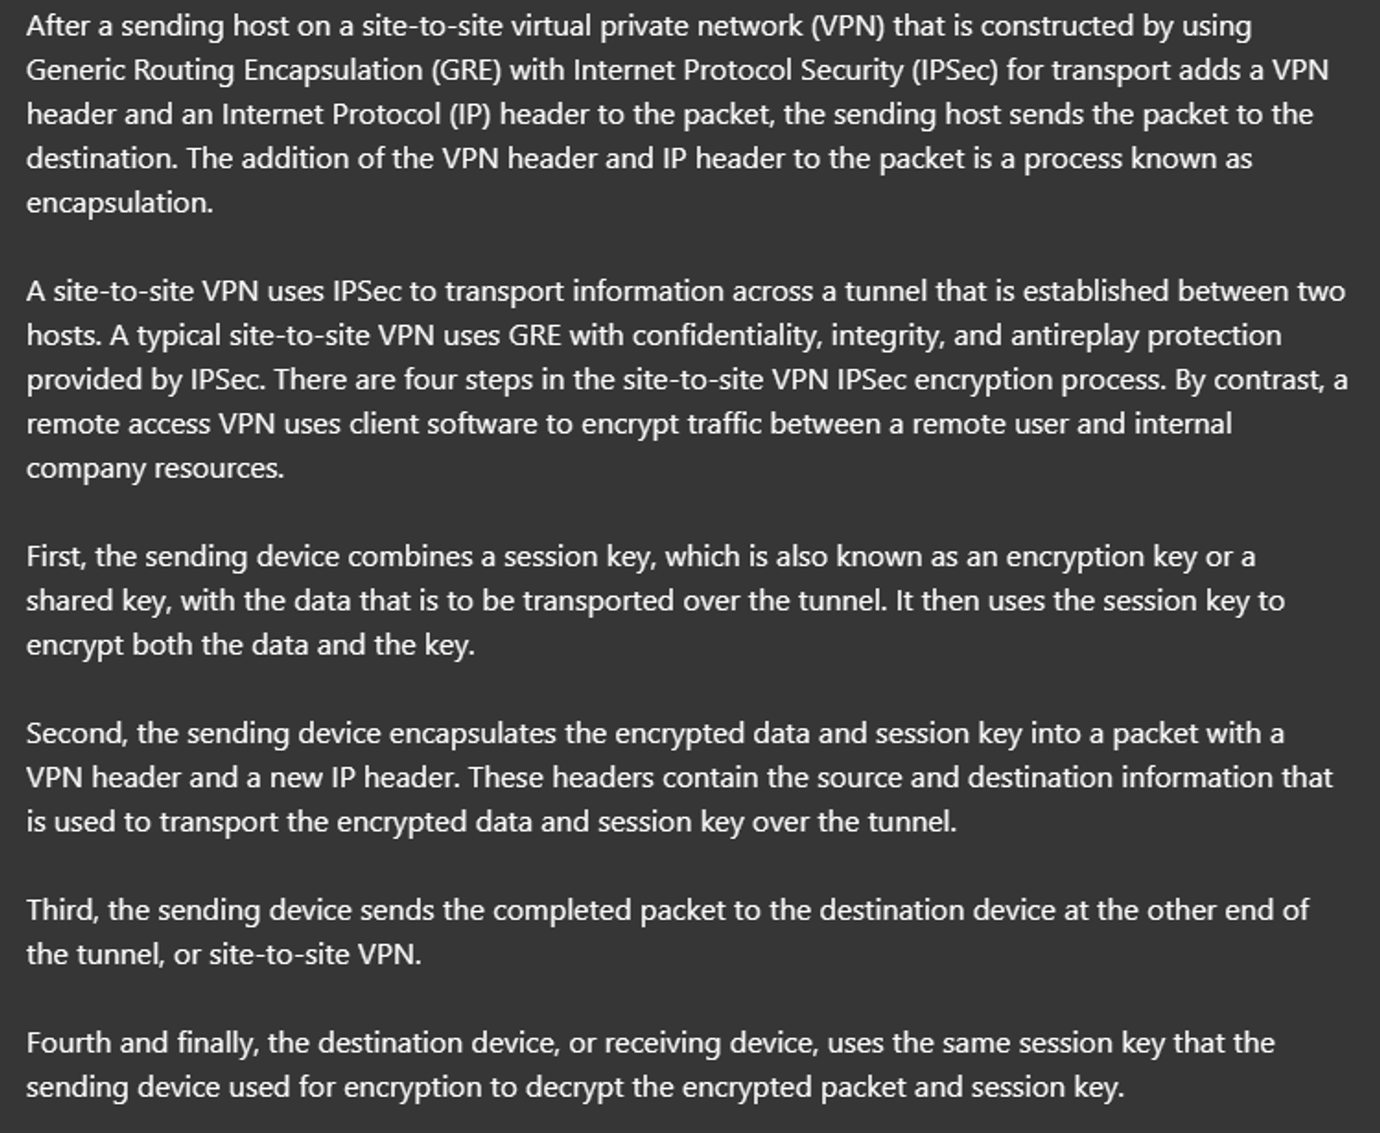 After a sending host on a site-to-site virtual private network (VPN) that is constructed by using
Generic Routing Encapsulation (GRE) with Internet Protocol Security (IPSec) for transport adds a VPN
header and an Internet Protocol (IP) header to the packet, the sending host sends the packet to the
destination. The addition of the VPN header and IP header to the packet is a process known as
encapsulation.
A site-to-site VPN uses IPSec to transport information across a tunnel that is established between two
hosts. A typical site-to-site VPN uses GRE with confidentiality, integrity, and antireplay protection
provided by IPSec. There are four steps in the site-to-site VPN IPSec encryption process. By contrast, a
remote access VPN uses client software to encrypt traffic between a remote user and internal
company resources.
First, the sending device combines a session key, which is also known as an encryption key or a
shared key, with the data that is to be transported over the tunnel. It then uses the session key to
encrypt both the data and the key.
Second, the sending device encapsulates the encrypted data and session key into a packet with a
VPN header and a new IP header. These headers contain the source and destination information that
is used to transport the encrypted data and session key over the tunnel.
Third, the sending device sends the completed packet to the destination device at the other end of
the tunnel, or site-to-site VPN.
Fourth and finally, the destination device, or receiving device, uses the same session key that the
sending device used for encryption to decrypt the encrypted packet and session key.